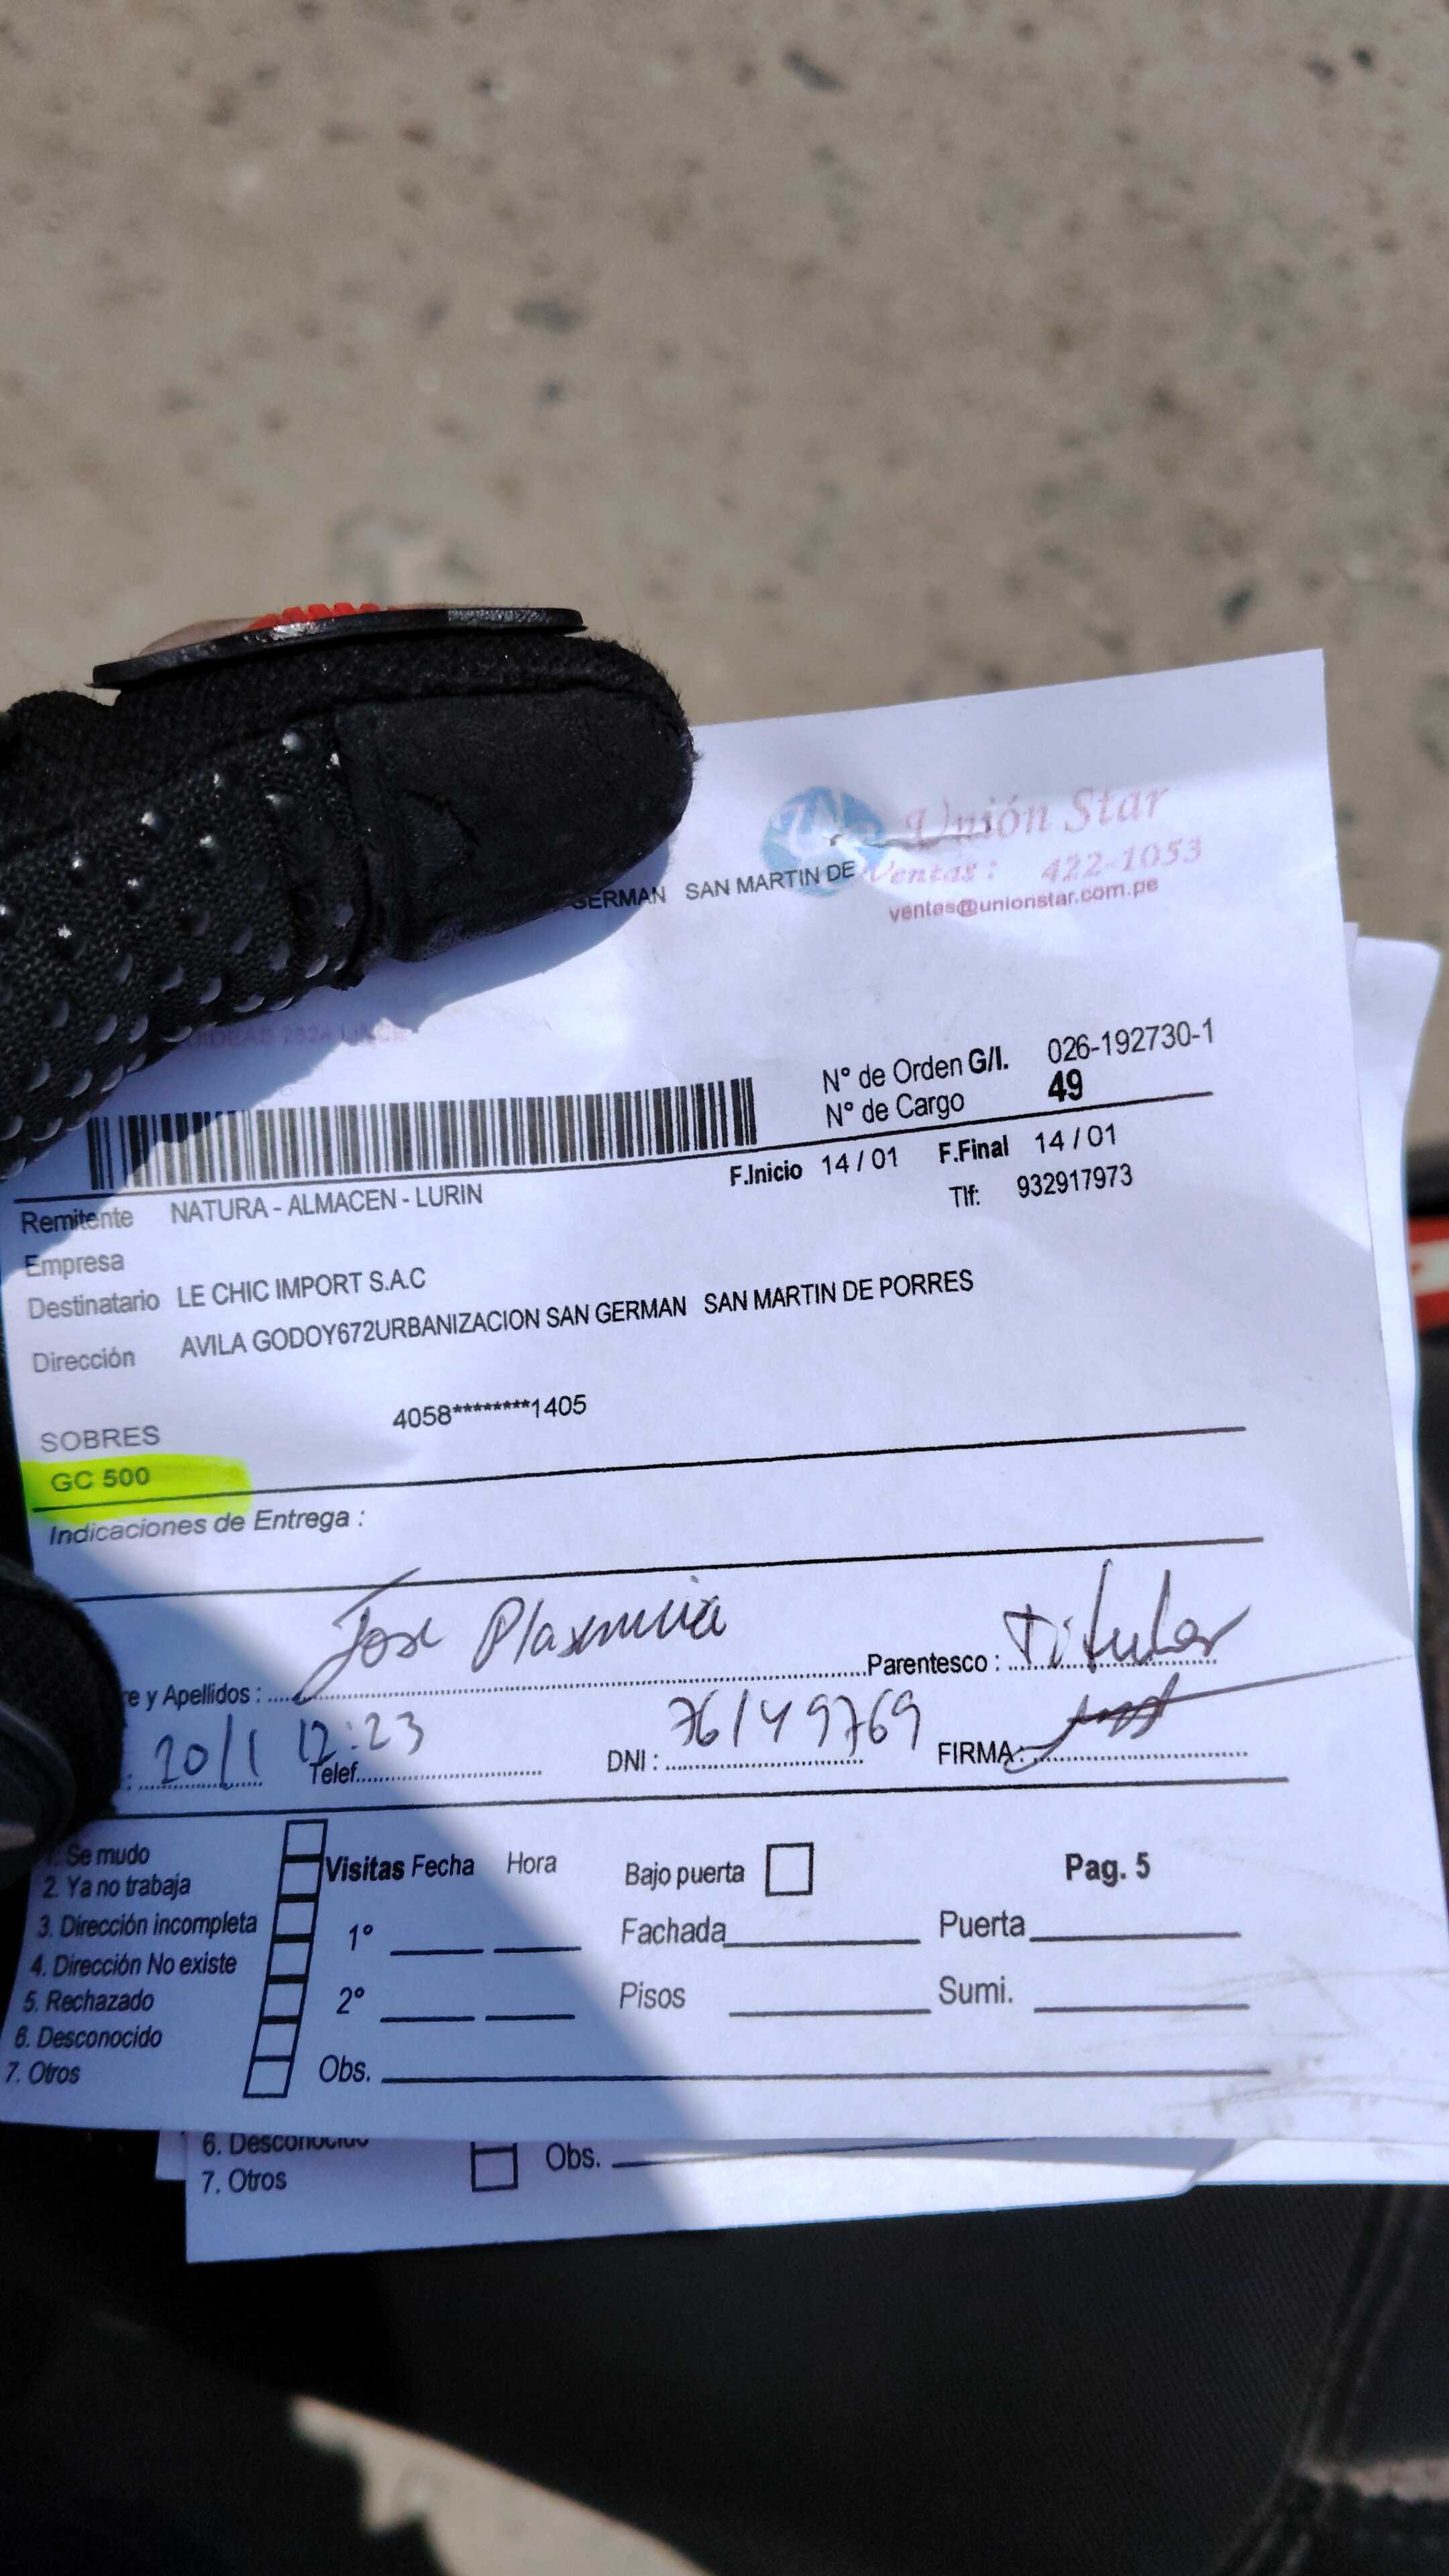 Unión Star
GERMAN SAN MARTIN DE
Ventas : 422-1053
ventas@unionstar.com.pe
N° de Orden G/I. 026-192730-1
N° de Cargo 49
F.Inicio 14 / 01 F.Final 14 / 01
Tlf: 932917973
Remitente NATURA - ALMACEN - LURIN
Empresa
Destinatario LE CHIC IMPORT S.A.C
Dirección AVILA GODOY672URBANIZACION SAN GERMAN SAN MARTIN DE PORRES
4058********1405
SOBRES
GC 500
Indicaciones de Entrega :
re y Apellidos : Jose Plasencia Parentesco : Titular
: 20/1 12:23 Telef. DNI : 76149769 FIRMA:
1. Se mudo
2. Ya no trabaja
3. Dirección incompleta
4. Dirección No existe
5. Rechazado
6. Desconocido
7. Otros
Visitas Fecha Hora
1°
2°
Obs.
Bajo puerta
Fachada
Pisos
Pag. 5
Puerta
Sumi.
6. Desconocido
7. Otros
Obs.